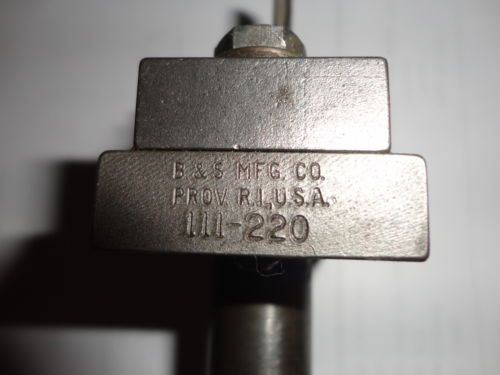 B & S MFG. CO.
PROV. R.I., U.S.A.
111-220